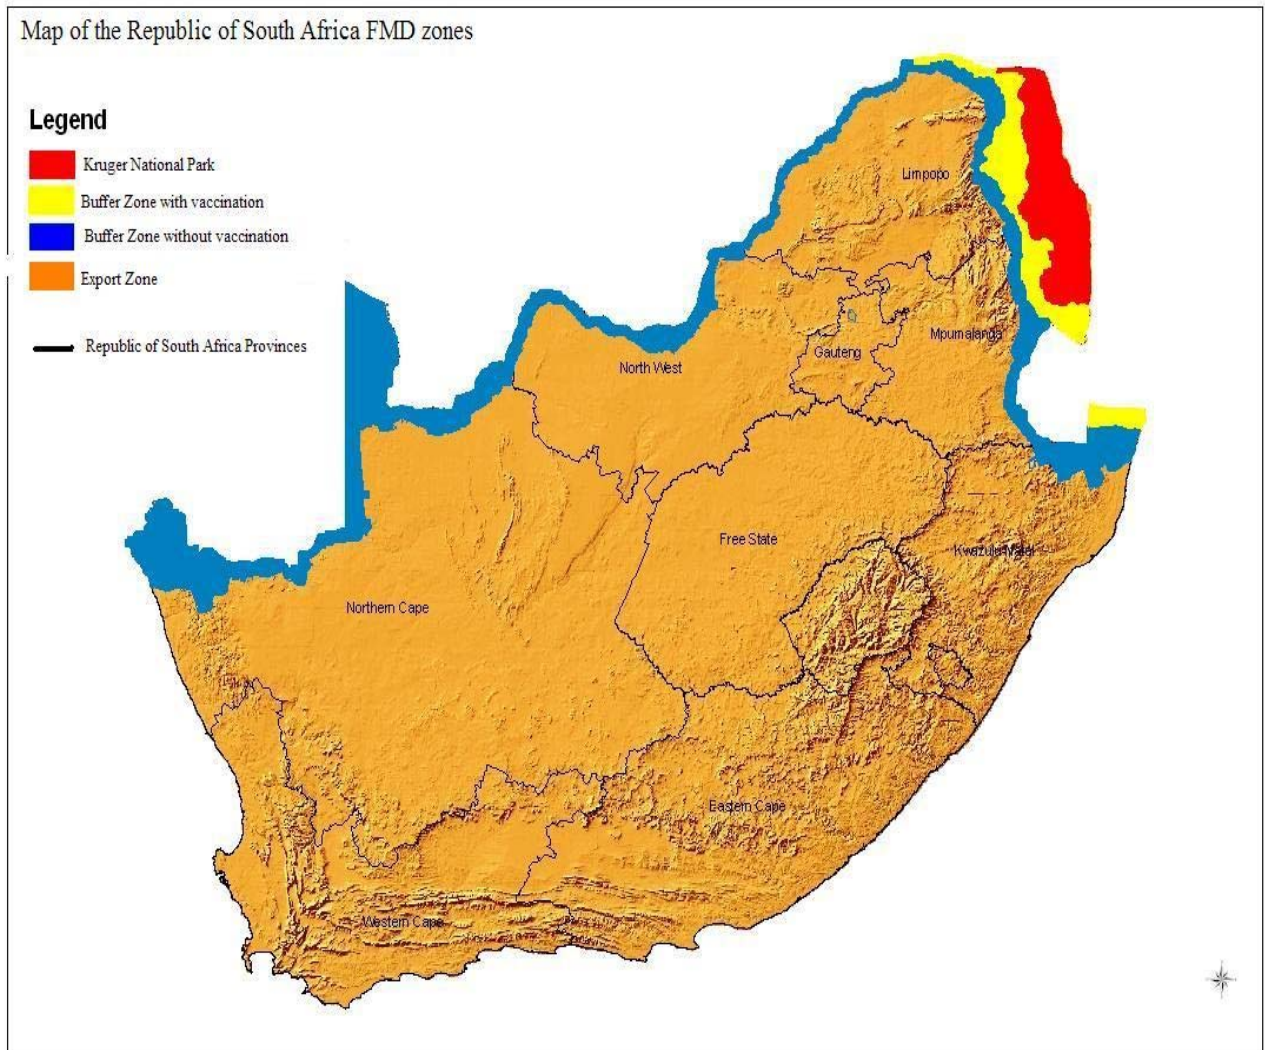 Map of the Republic of South Africa FMD zones
Legend
Kruger National Park
Buffer Zone with vaccination
Buffer Zone without vaccination
Export Zone
Republic of South Africa Provinces
Limpopo
Mpumalanga
Gauteng
North West
Free State
Kwazulu Natal
Northern Cape
Eastern Cape
Western Cape